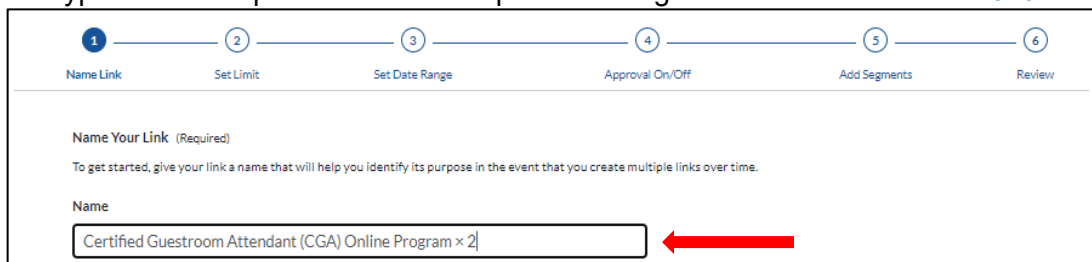 1 2 3 4 5 6
Name Link Set Limit Set Date Range Approval On/Off Add Segments Review
Name Your Link (Required)
To get started, give your link a name that will help you identify its purpose in the event that you create multiple links over time.
Name
Certified Guestroom Attendant (CGA) Online Program × 2